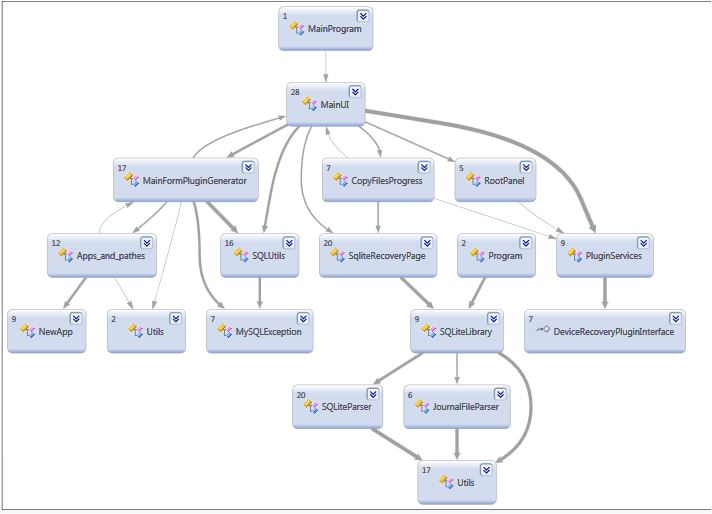 1
MainProgram
28
MainUI
17
MainFormPluginGenerator
7
CopyFilesProgress
5
RootPanel
12
Apps_and_pathes
16
SQLUtils
20
SqliteRecoveryPage
2
Program
9
PluginServices
9
NewApp
2
Utils
7
MySQLException
9
SQLiteLibrary
7
DeviceRecoveryPluginInterface
20
SQLiteParser
6
JournalFileParser
17
Utils